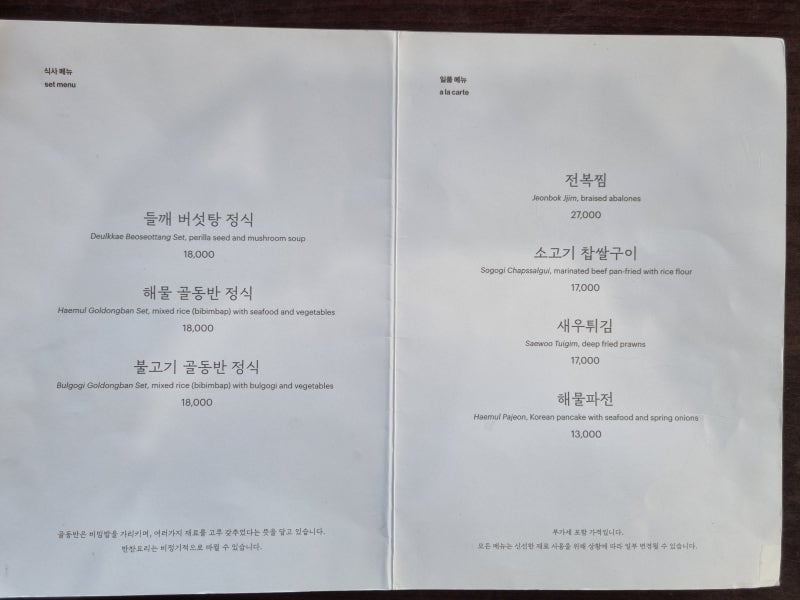 식사 메뉴
set menu
들깨 버섯탕 정식
Deulkkae Beoseottang Set, perilla seed and mushroom soup
18,000
해물 골동반 정식
Haemul Goldongban Set, mixed rice (bibimbap) with seafood and vegetables
18,000
불고기 골동반 정식
Bulgogi Goldongban Set, mixed rice (bibimbap) with bulgogi and vegetables
18,000
골동반은 비빔밥을 가리키며, 여러가지 재료를 고루 갖추었다는 뜻을 담고 있습니다.
반찬요리는 비정기적으로 바뀔 수 있습니다.
일품 메뉴
a la carte
전복찜
Jeonbok Jjim, braised abalones
27,000
소고기 찹쌀구이
Sogogi Chapssalgui, marinated beef pan-fried with rice flour
17,000
새우튀김
Saewoo Tuigim, deep fried prawns
17,000
해물파전
Haemul Pajeon, Korean pancake with seafood and spring onions
13,000
부가세 포함 가격입니다.
모든 메뉴는 신선한 재료 사용을 위해 상황에 따라 일부 변경될 수 있습니다.